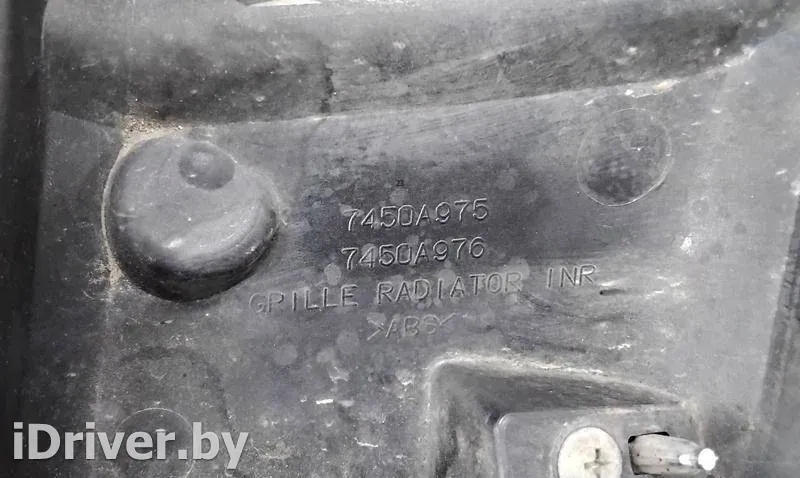 7450A975
7450A976
GRILLE RADIATOR INR
>ABS<
iDriver.by